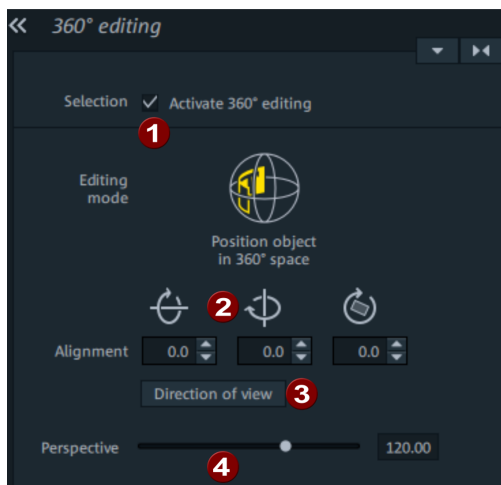 360° editing
Selection Activate 360° editing
1
Editing
mode
Position object
in 360° space
2
Alignment 0.0 0.0 0.0
Direction of view 3
Perspective 120.00
4